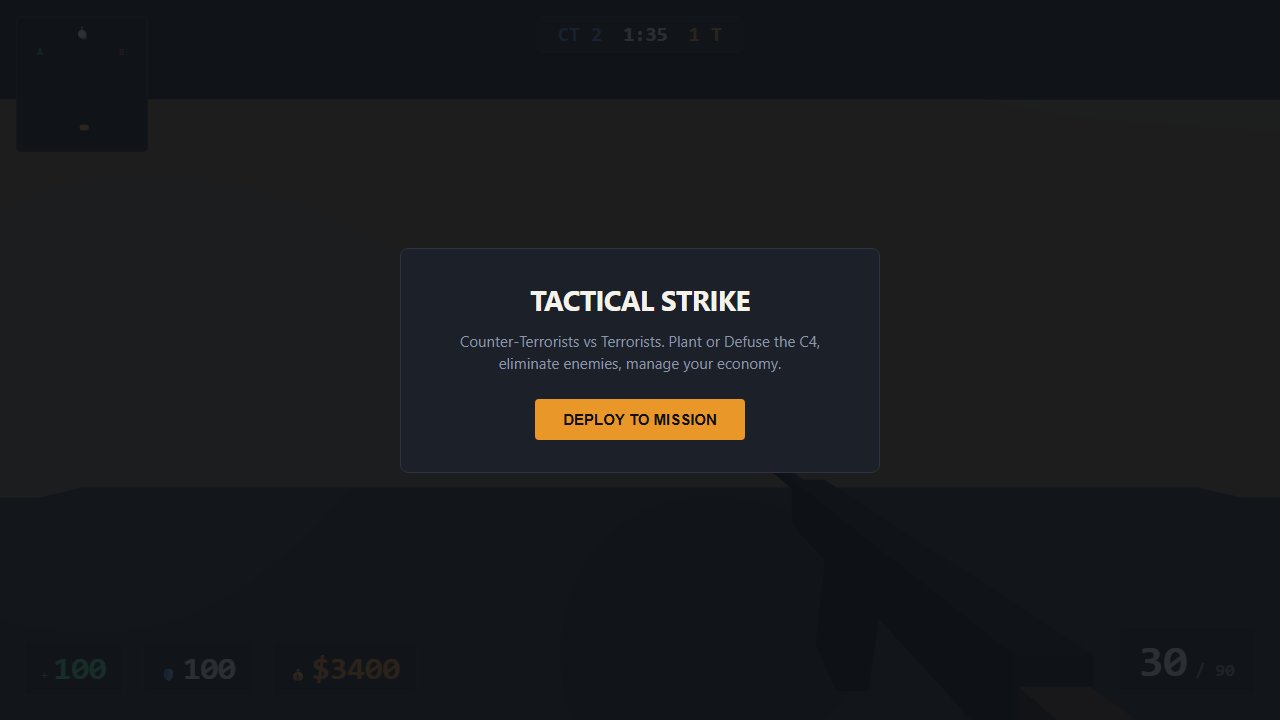 CT 2 1:35 1 T
A B
TACTICAL STRIKE
Counter-Terrorists vs Terrorists. Plant or Defuse the C4,
eliminate enemies, manage your economy.
DEPLOY TO MISSION
+ 100 100 $3400
30 / 90